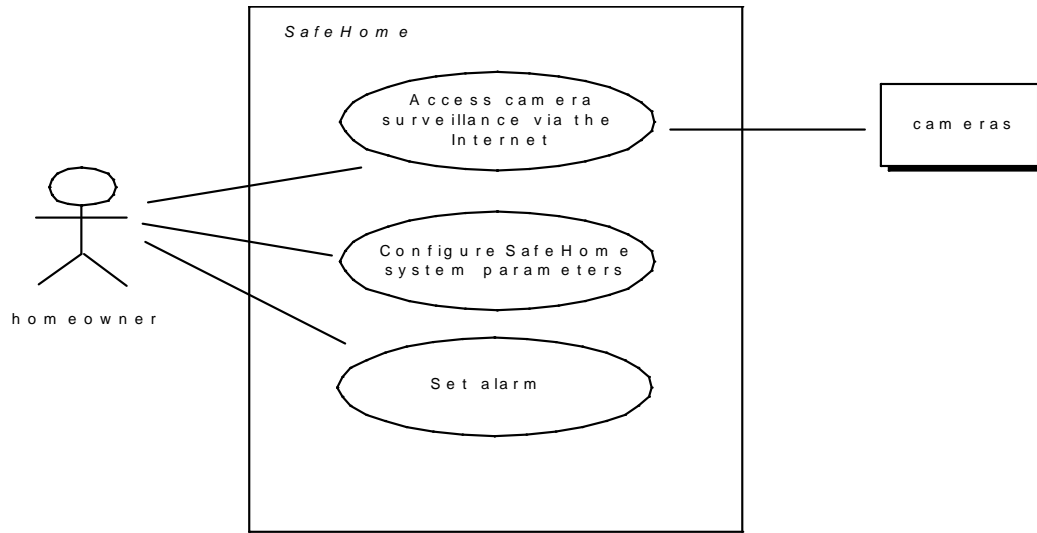 SafeHome
Access camera
surveillance via the
Internet
cameras
Configure SafeHome
system parameters
homeowner
Set alarm